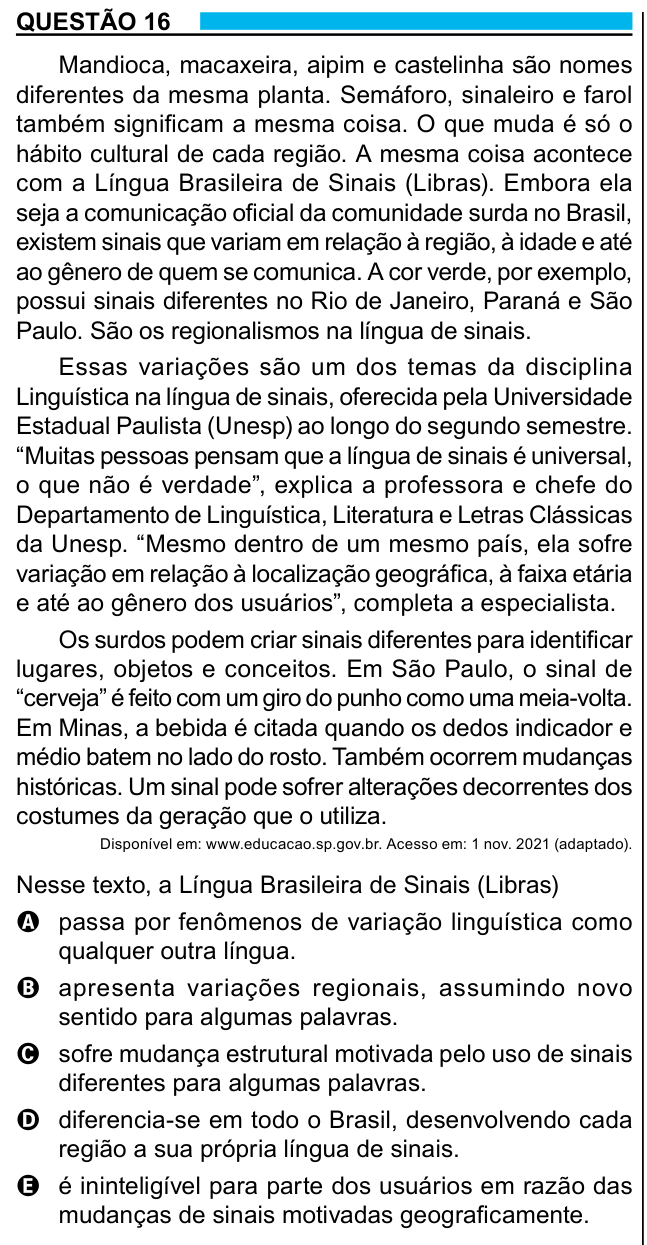 QUESTÃO 16
Mandioca, macaxeira, aipim e castelinha são nomes
diferentes da mesma planta. Semáforo, sinaleiro e farol
também significam a mesma coisa. O que muda é só o
hábito cultural de cada região. A mesma coisa acontece
com a Língua Brasileira de Sinais (Libras). Embora ela
seja a comunicação oficial da comunidade surda no Brasil,
existem sinais que variam em relação à região, à idade e até
ao gênero de quem se comunica. A cor verde, por exemplo,
possui sinais diferentes no Rio de Janeiro, Paraná e São
Paulo. São os regionalismos na língua de sinais.
Essas variações são um dos temas da disciplina
Linguística na língua de sinais, oferecida pela Universidade
Estadual Paulista (Unesp) ao longo do segundo semestre.
“Muitas pessoas pensam que a língua de sinais é universal,
o que não é verdade”, explica a professora e chefe do
Departamento de Linguística, Literatura e Letras Clássicas
da Unesp. “Mesmo dentro de um mesmo país, ela sofre
variação em relação à localização geográfica, à faixa etária
e até ao gênero dos usuários”, completa a especialista.
Os surdos podem criar sinais diferentes para identificar
lugares, objetos e conceitos. Em São Paulo, o sinal de
“cerveja” é feito com um giro do punho como uma meia-volta.
Em Minas, a bebida é citada quando os dedos indicador e
médio batem no lado do rosto. Também ocorrem mudanças
históricas. Um sinal pode sofrer alterações decorrentes dos
costumes da geração que o utiliza.
Disponível em: www.educacao.sp.gov.br. Acesso em: 1 nov. 2021 (adaptado).
Nesse texto, a Língua Brasileira de Sinais (Libras)
A passa por fenômenos de variação linguística como
qualquer outra língua.
B apresenta variações regionais, assumindo novo
sentido para algumas palavras.
C sofre mudança estrutural motivada pelo uso de sinais
diferentes para algumas palavras.
D diferencia-se em todo o Brasil, desenvolvendo cada
região a sua própria língua de sinais.
E é ininteligível para parte dos usuários em razão das
mudanças de sinais motivadas geograficamente.